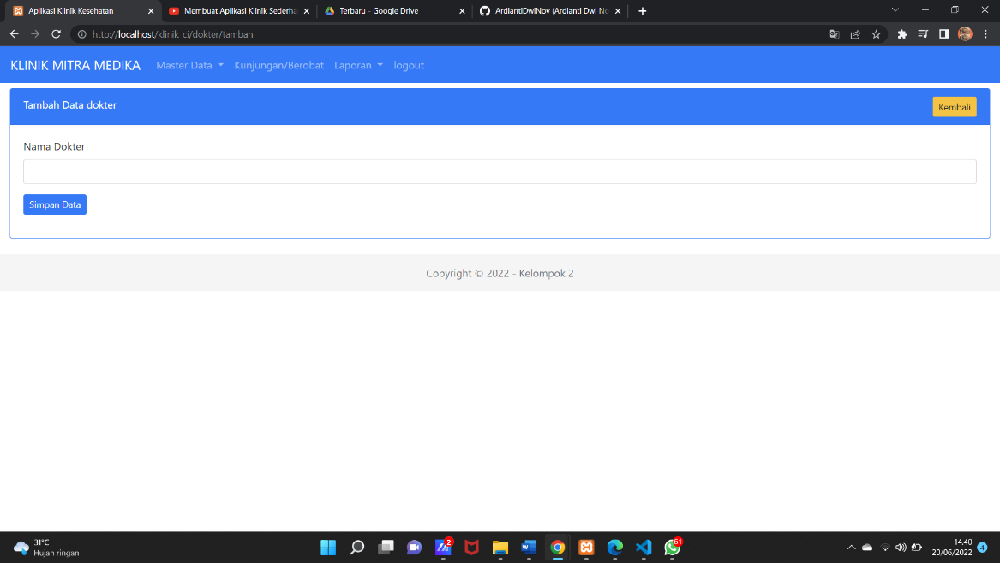 Aplikasi Klinik Kesehatan
Membuat Aplikasi Klinik Sederha
Terbaru - Google Drive
ArdiantiDwiNov (Ardianti Dwi No
http://localhost/klinik_ci/dokter/tambah
KLINIK MITRA MEDIKA Master Data Kunjungan/Berobat Laporan logout
Tambah Data dokter
Kembali
Nama Dokter
Simpan Data
Copyright © 2022 - Kelompok 2
31°C
Hujan ringan
2
51
14.40
20/06/2022
4